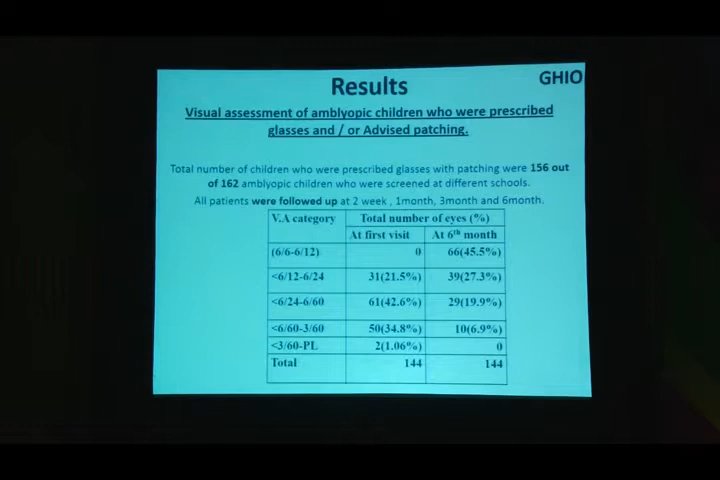 GHIO
Results
Visual assessment of amblyopic children who were prescribed
glasses and / or Advised patching.
Total number of children who were prescribed glasses with patching were 156 out
of 162 amblyopic children who were screened at different schools.
All patients were followed up at 2 week , 1month, 3month and 6month.
V.A category Total number of eyes (%)
At first visit At 6th month
(6/6-6/12) 0 66(45.5%)
<6/12-6/24 31(21.5%) 39(27.3%)
<6/24-6/60 61(42.6%) 29(19.9%)
<6/60-3/60 50(34.8%) 10(6.9%)
<3/60-PL 2(1.06%) 0
Total 144 144